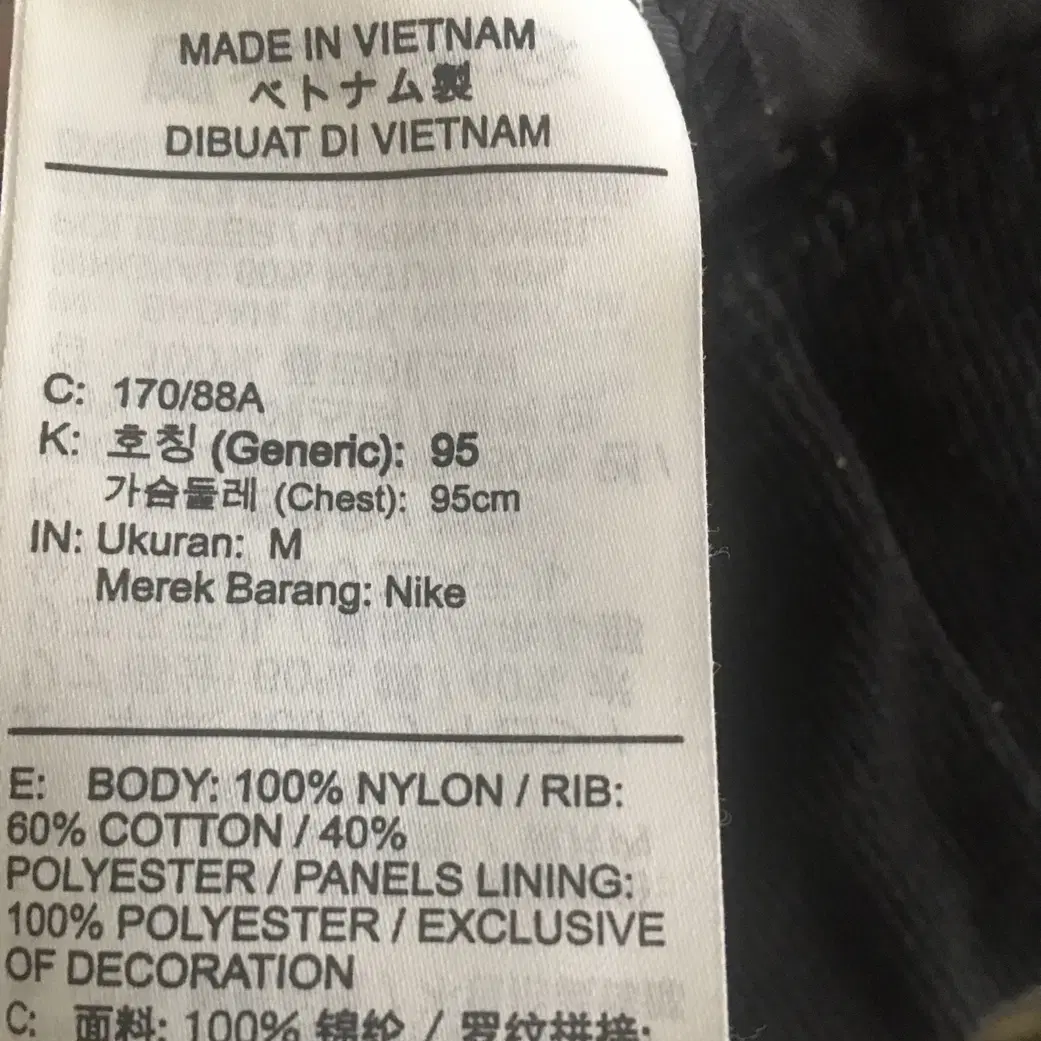 MADE IN VIETNAM
ベトナム製
DIBUAT DI VIETNAM
C: 170/88A
K: 호칭 (Generic): 95
가슴둘레 (Chest): 95cm
IN: Ukuran: M
Merek Barang: Nike
E: BODY: 100% NYLON / RIB:
60% COTTON / 40%
POLYESTER / PANELS LINING:
100% POLYESTER / EXCLUSIVE
OF DECORATION
C: 面料: 100% 锦纶 / 罗纹拼接: